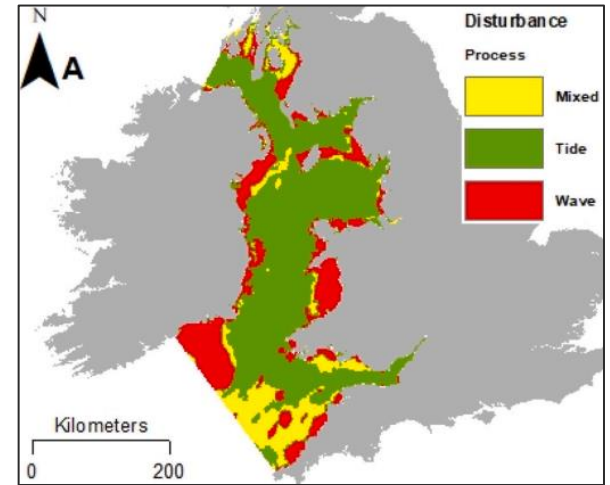 N
A
Disturbance
Process
Mixed
Tide
Wave
Kilometers
0 200